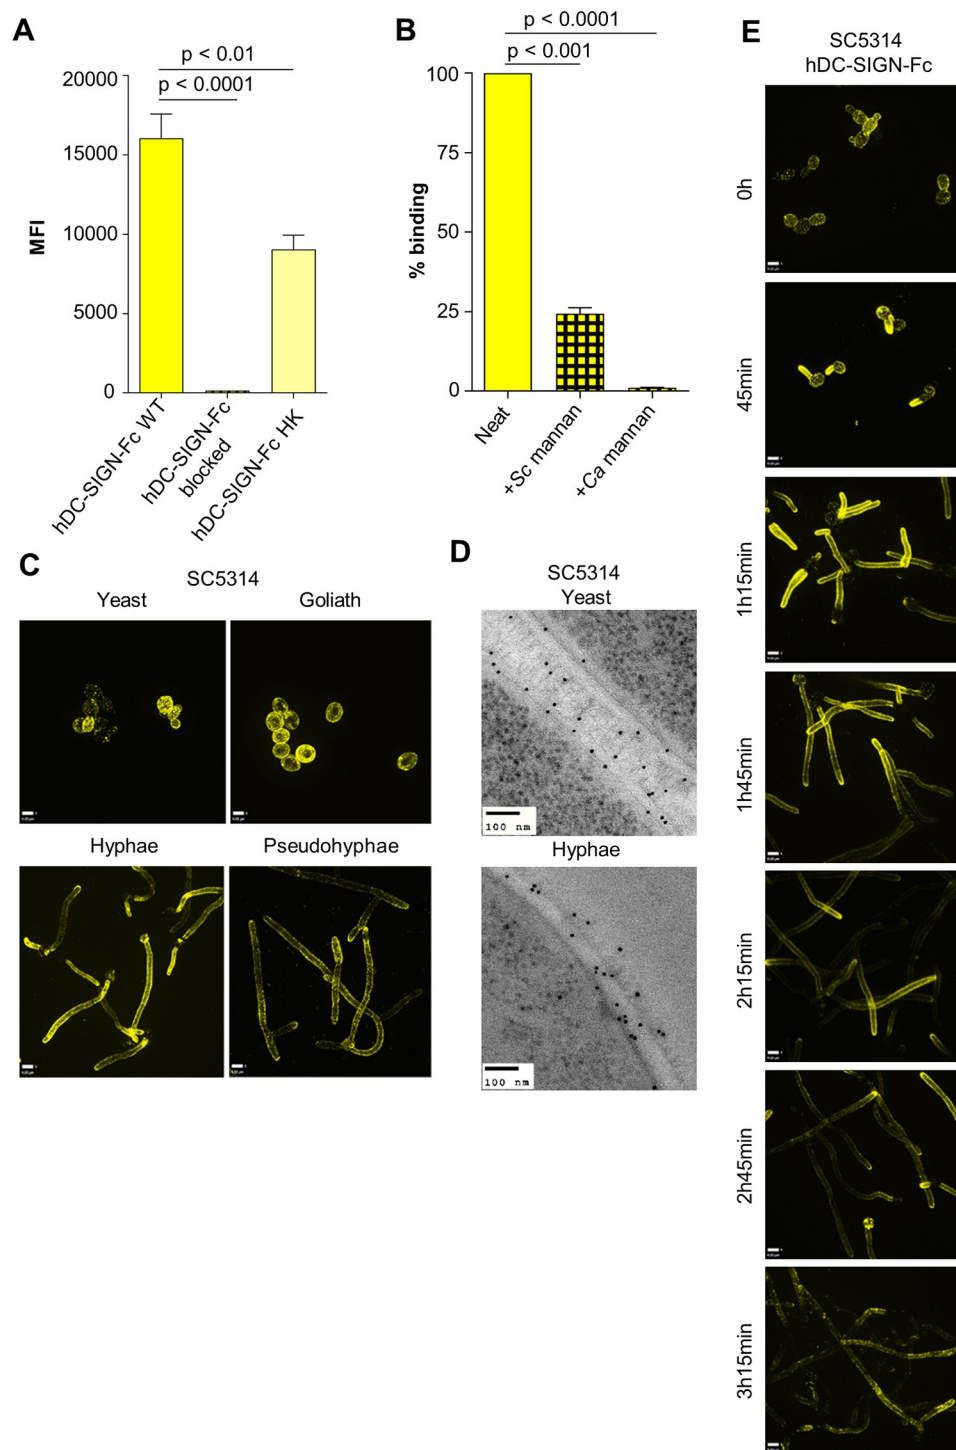 A
p < 0.01
p < 0.0001
20000
15000
10000
5000
0
MFI
hDC-SIGN-Fc WT
hDC-SIGN-Fc
blocked
hDC-SIGN-Fc HK
B
p < 0.0001
p < 0.001
100
75
50
25
0
% binding
Neat
+Sc mannan
+Ca mannan
C
SC5314
Yeast
Goliath
Hyphae
Pseudohyphae
D
SC5314
Yeast
100 nm
Hyphae
100 nm
E
SC5314
hDC-SIGN-Fc
0h
45min
1h15min
1h45min
2h15min
2h45min
3h15min